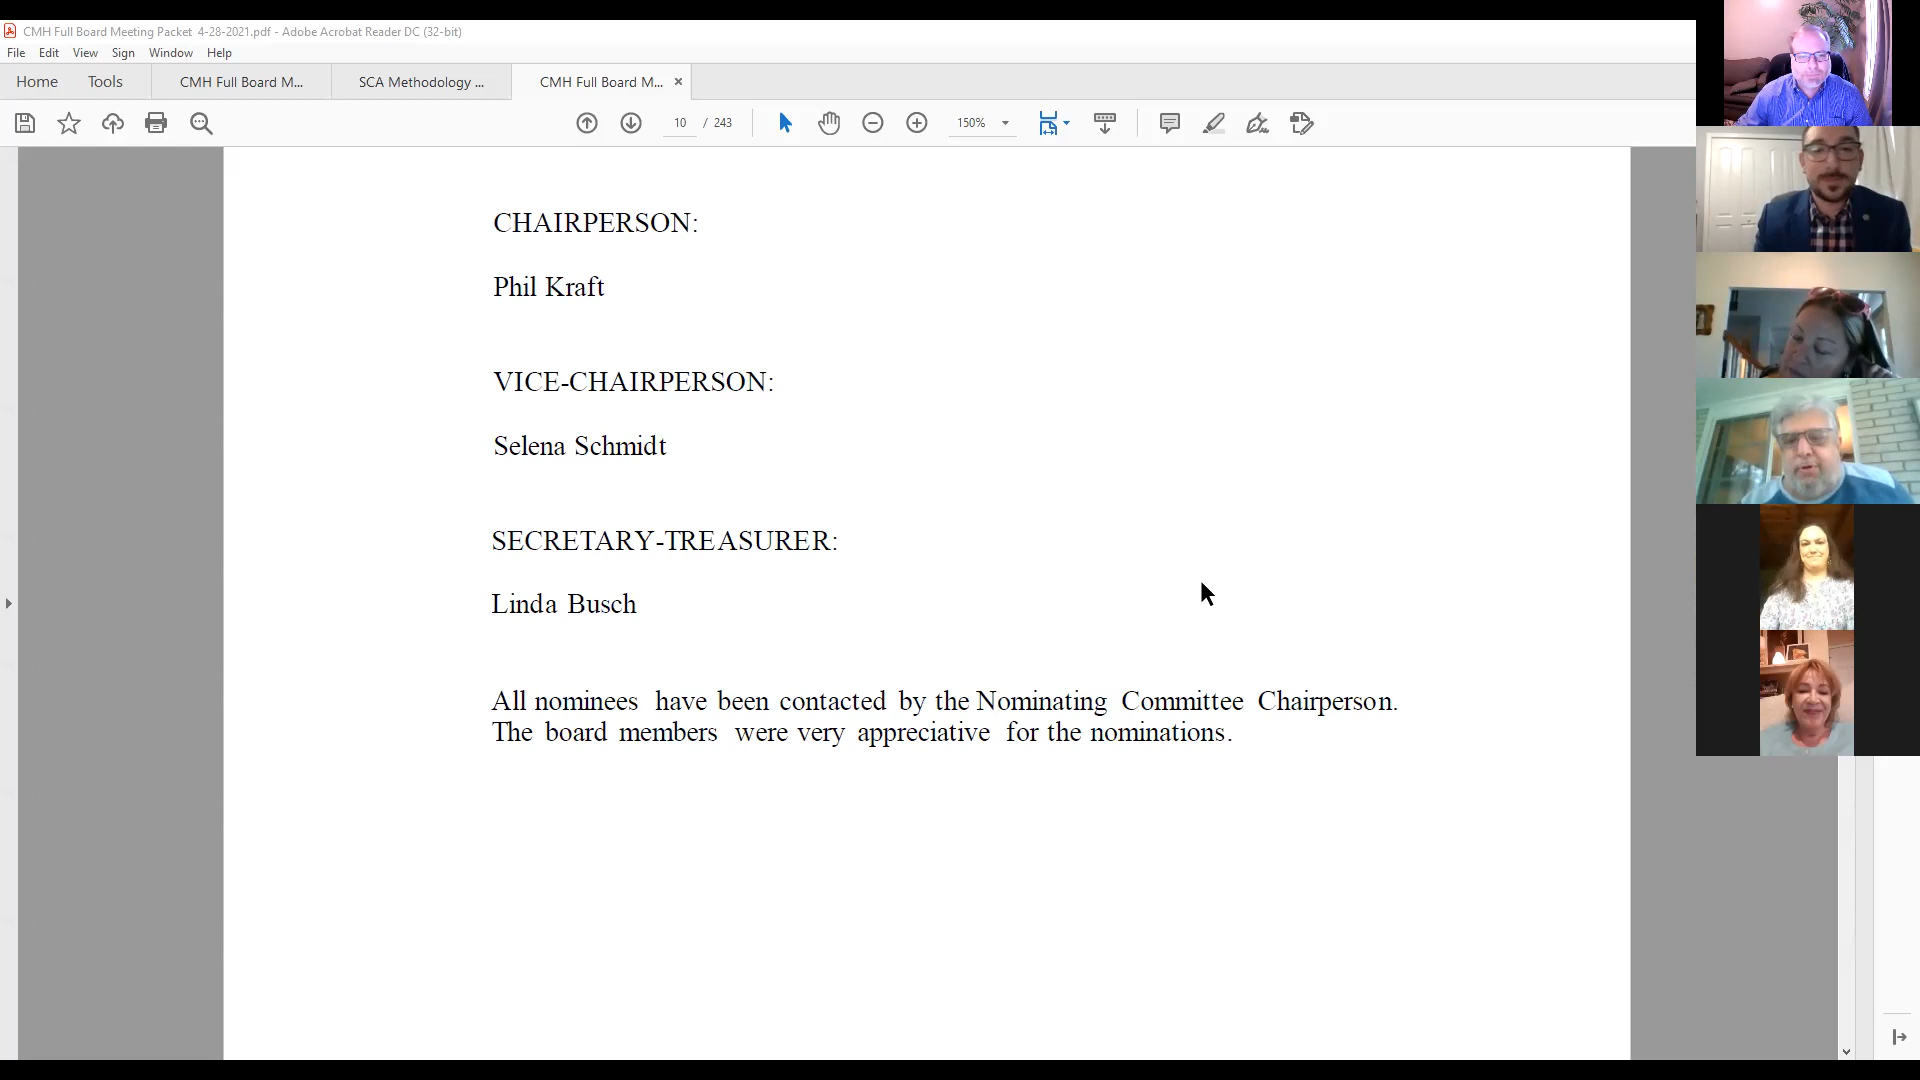 CMH Full Board Meeting Packet 4-28-2021.pdf - Adobe Acrobat Reader DC (32-bit)
File Edit View Sign Window Help
Home Tools CMH Full Board M... SCA Methodology ... CMH Full Board M... ×
10 / 243 150%
CHAIRPERSON:
Phil Kraft
VICE-CHAIRPERSON:
Selena Schmidt
SECRETARY-TREASURER:
Linda Busch
All nominees have been contacted by the Nominating Committee Chairperson.
The board members were very appreciative for the nominations.